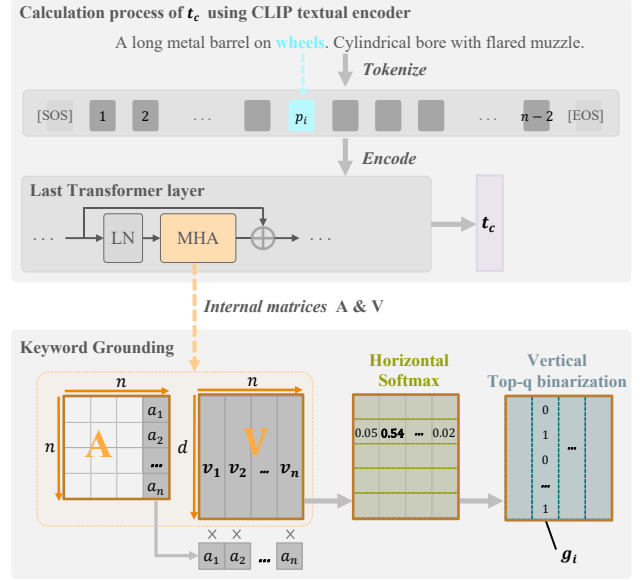 Calculation process of t_c using CLIP textual encoder
A long metal barrel on wheels. Cylindrical bore with flared muzzle.
Tokenize
[SOS] 1 2 ... p_i ... n − 2 [EOS]
Encode
Last Transformer layer
... LN MHA ...
t_c
Internal matrices A & V
Keyword Grounding
n
n
A
a_1
a_2
...
a_n
n
d
V
v_1 v_2 ... v_n
× × ×
a_1 a_2 ... a_n
Horizontal
Softmax
0.05 0.54 ... 0.02
Vertical
Top-q binarization
0
1
...
0
...
1
g_i